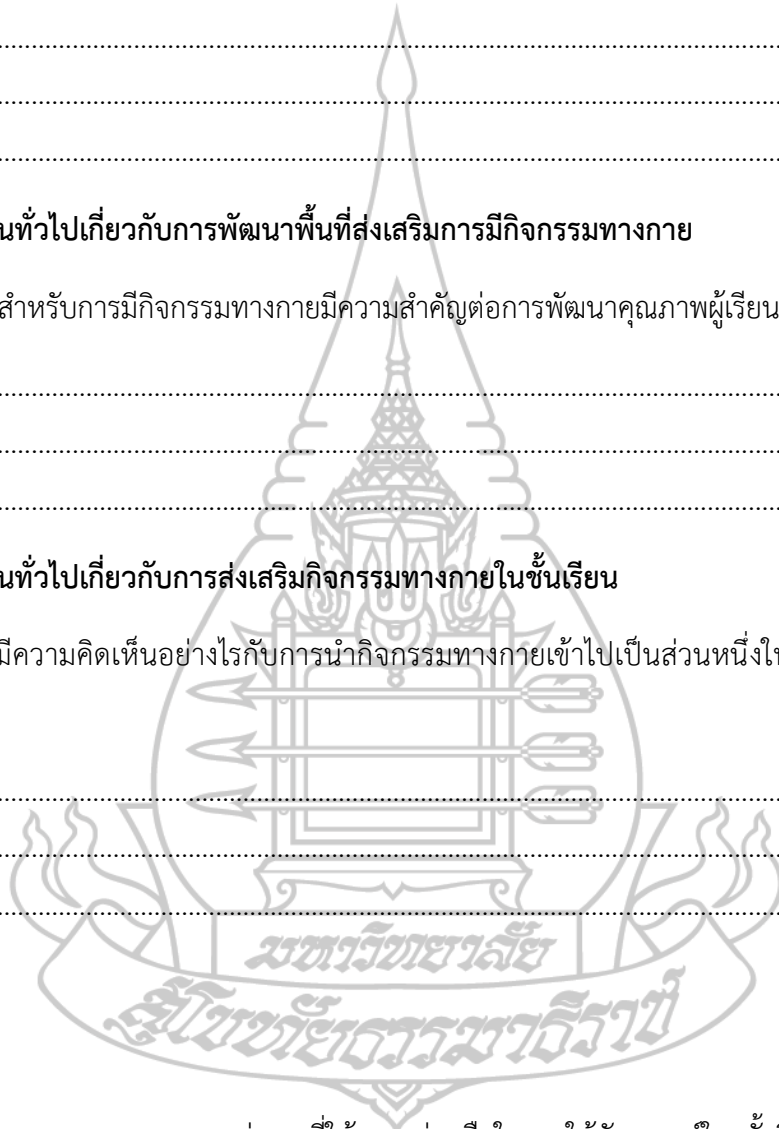 ........................................................................................................................
........................................................................................................................
........................................................................................................................
นทั่วไปเกี่ยวกับการพัฒนาพื้นที่ส่งเสริมการมีกิจกรรมทางกาย
สำหรับการมีกิจกรรมทางกายมีความสำคัญต่อการพัฒนาคุณภาพผู้เรียน
........................................................................................................................
........................................................................................................................
........................................................................................................................
นทั่วไปเกี่ยวกับการส่งเสริมกิจกรรมทางกายในชั้นเรียน
มีความคิดเห็นอย่างไรกับการนำกิจกรรมทางกายเข้าไปเป็นส่วนหนึ่งใน
........................................................................................................................
........................................................................................................................
........................................................................................................................
มหาวิทยาลัย
สุโขทัยธรรมาธิราช